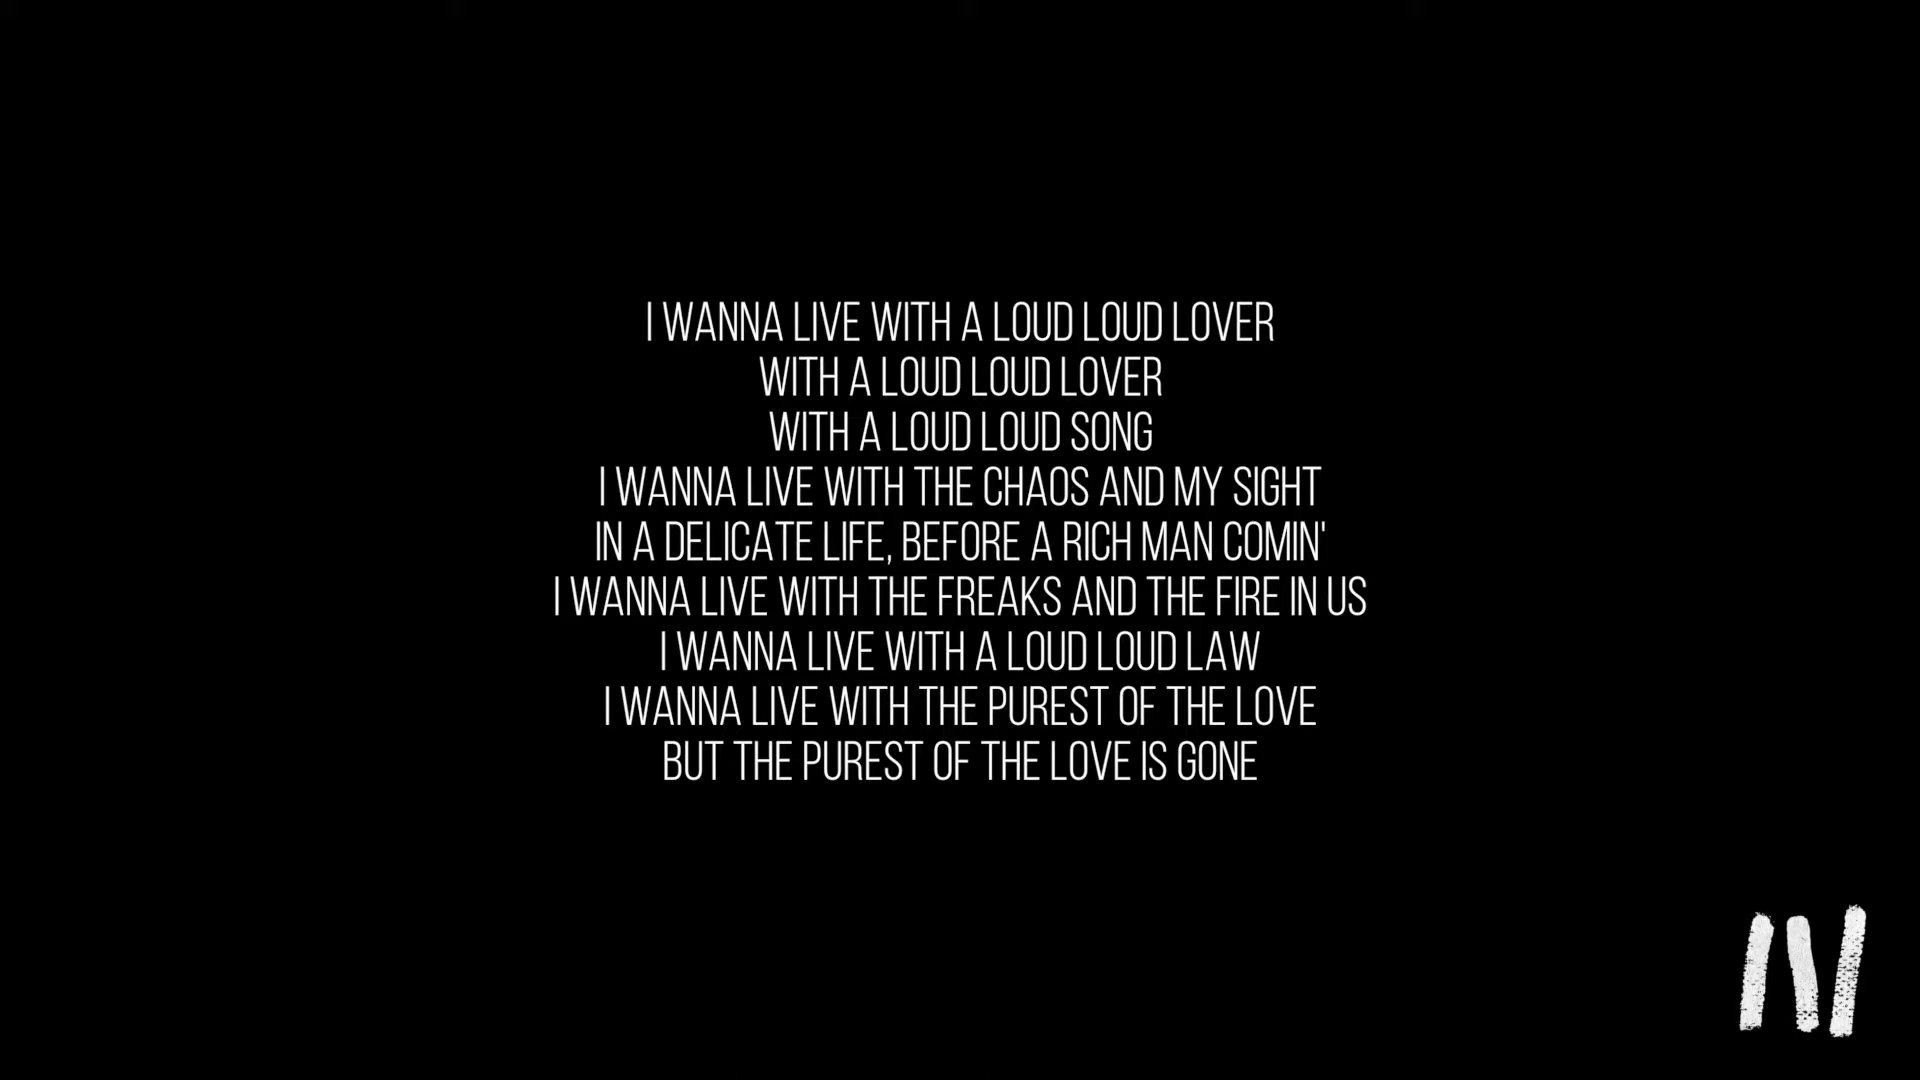 I WANNA LIVE WITH A LOUD LOUD LOVER
WITH A LOUD LOUD LOVER
WITH A LOUD LOUD SONG
I WANNA LIVE WITH THE CHAOS AND MY SIGHT
IN A DELICATE LIFE, BEFORE A RICH MAN COMIN'
I WANNA LIVE WITH THE FREAKS AND THE FIRE IN US
I WANNA LIVE WITH A LOUD LOUD LAW
I WANNA LIVE WITH THE PUREST OF THE LOVE
BUT THE PUREST OF THE LOVE IS GONE